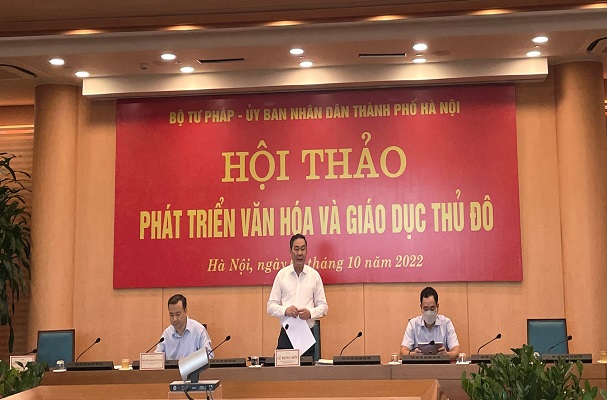 BỘ TƯ PHÁP - ỦY BAN NHÂN DÂN THÀNH PHỐ HÀ NỘI
HỘI THẢO
PHÁT TRIỂN VĂN HÓA VÀ GIÁO DỤC THỦ ĐÔ
Hà Nội, ngày tháng 10 năm 2022